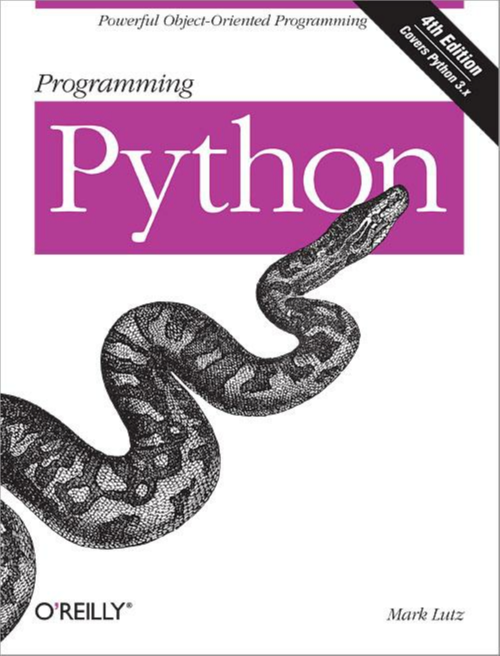 Powerful Object-Oriented Programming
4th Edition
Covers Python 3.x
Programming
Python
O'REILLY®
Mark Lutz